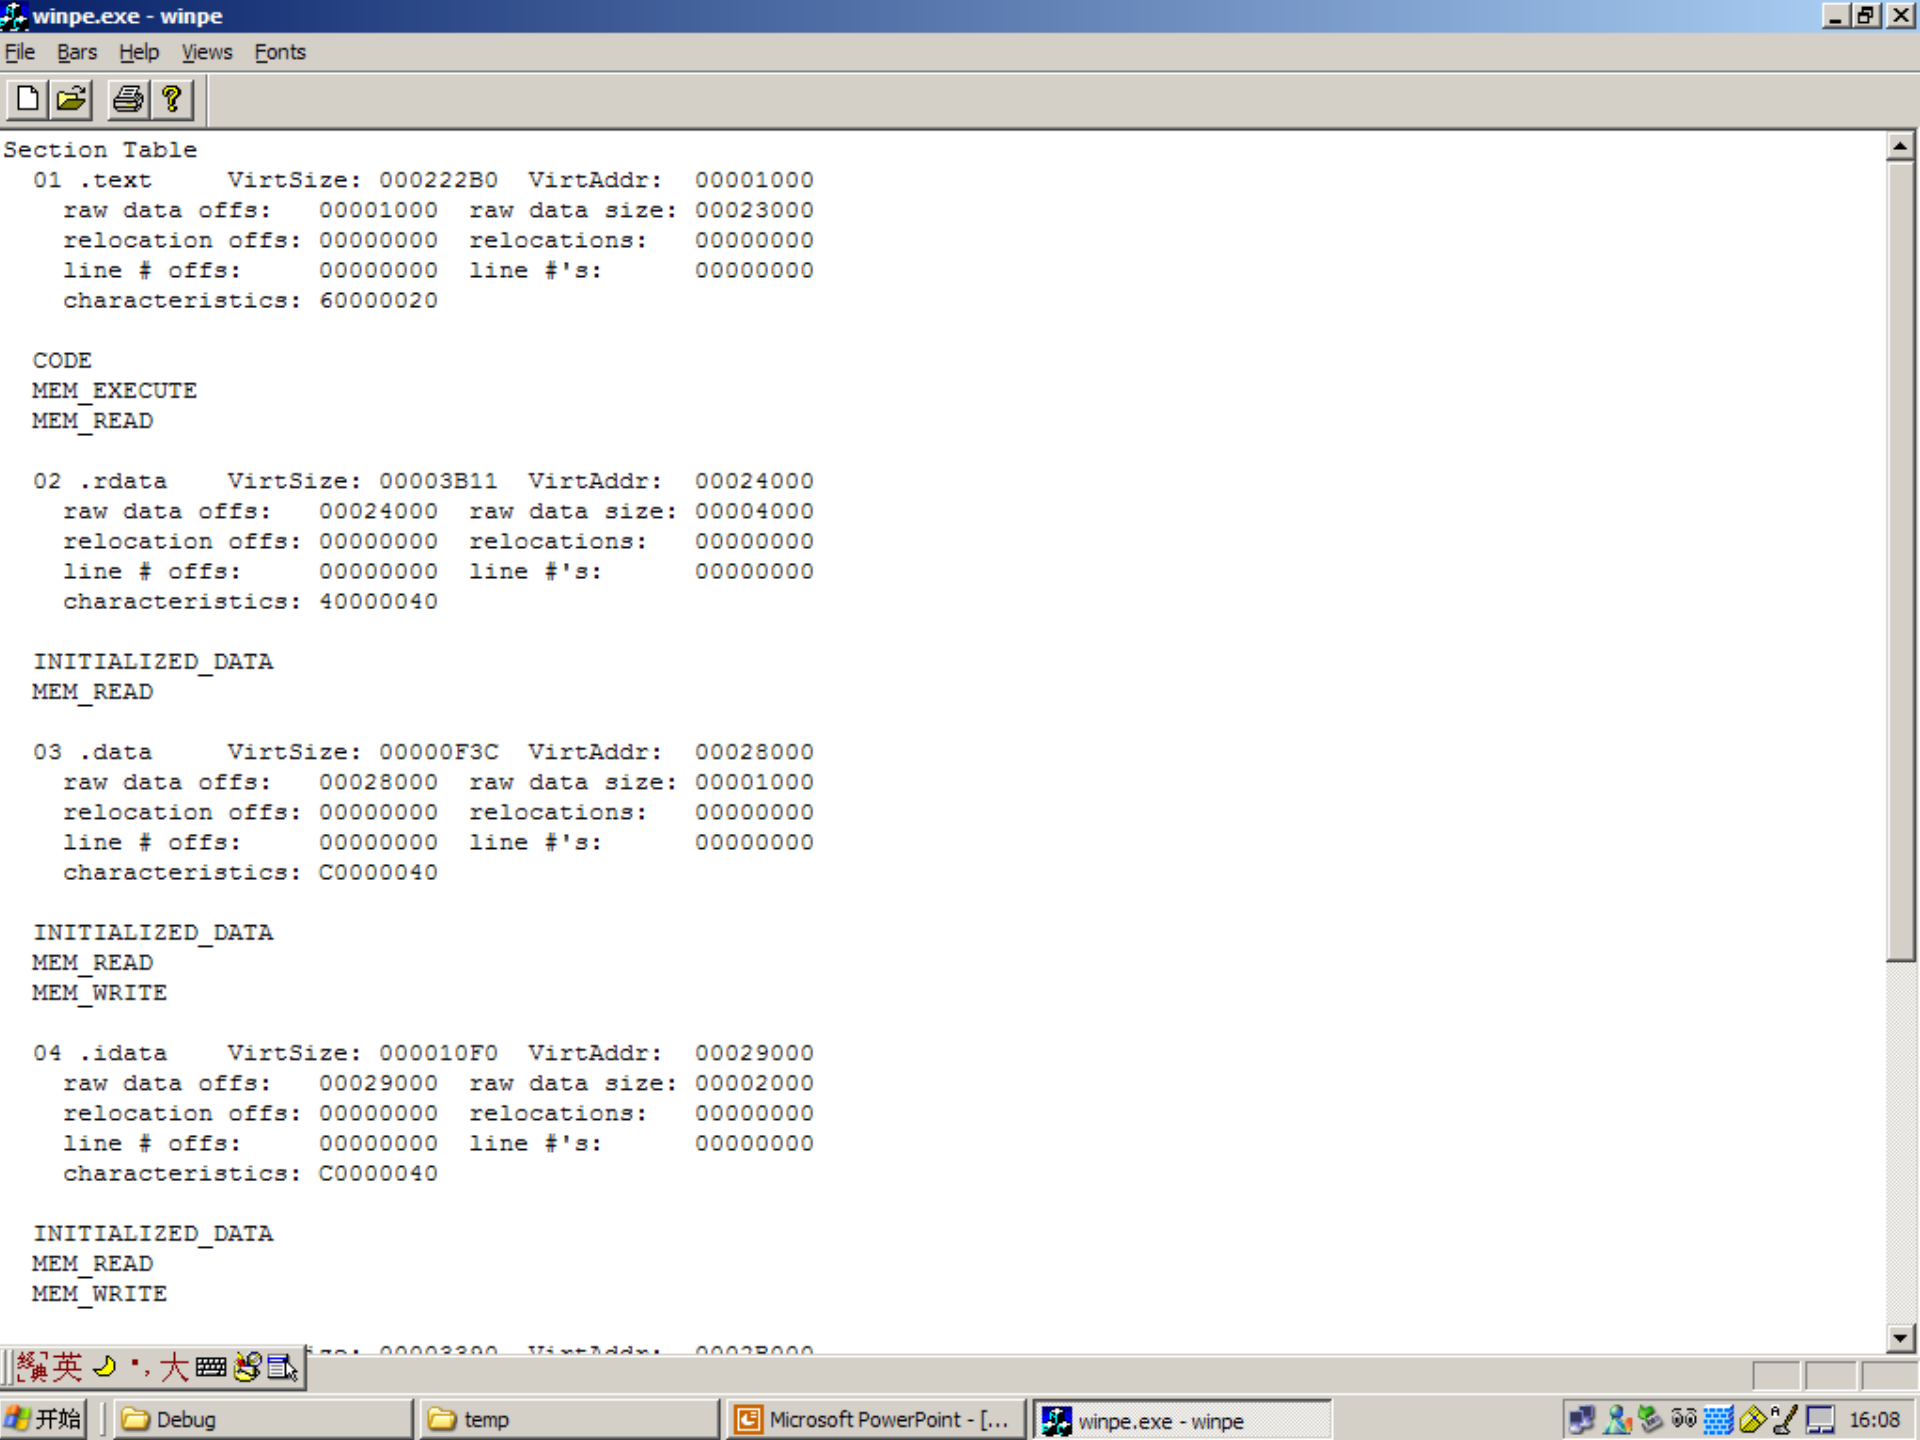 winpe.exe - winpe
File Bars Help Views Fonts
Section Table
01 .text VirtSize: 000222B0 VirtAddr: 00001000
raw data offs: 00001000 raw data size: 00023000
relocation offs: 00000000 relocations: 00000000
line # offs: 00000000 line #'s: 00000000
characteristics: 60000020
CODE
MEM_EXECUTE
MEM_READ
02 .rdata VirtSize: 00003B11 VirtAddr: 00024000
raw data offs: 00024000 raw data size: 00004000
relocation offs: 00000000 relocations: 00000000
line # offs: 00000000 line #'s: 00000000
characteristics: 40000040
INITIALIZED_DATA
MEM_READ
03 .data VirtSize: 00000F3C VirtAddr: 00028000
raw data offs: 00028000 raw data size: 00001000
relocation offs: 00000000 relocations: 00000000
line # offs: 00000000 line #'s: 00000000
characteristics: C0000040
INITIALIZED_DATA
MEM_READ
MEM_WRITE
04 .idata VirtSize: 000010F0 VirtAddr: 00029000
raw data offs: 00029000 raw data size: 00002000
relocation offs: 00000000 relocations: 00000000
line # offs: 00000000 line #'s: 00000000
characteristics: C0000040
INITIALIZED_DATA
MEM_READ
MEM_WRITE
00003390 VirtAddr: 0002B000
英 大
开始 Debug temp Microsoft PowerPoint - [... winpe.exe - winpe 16:08